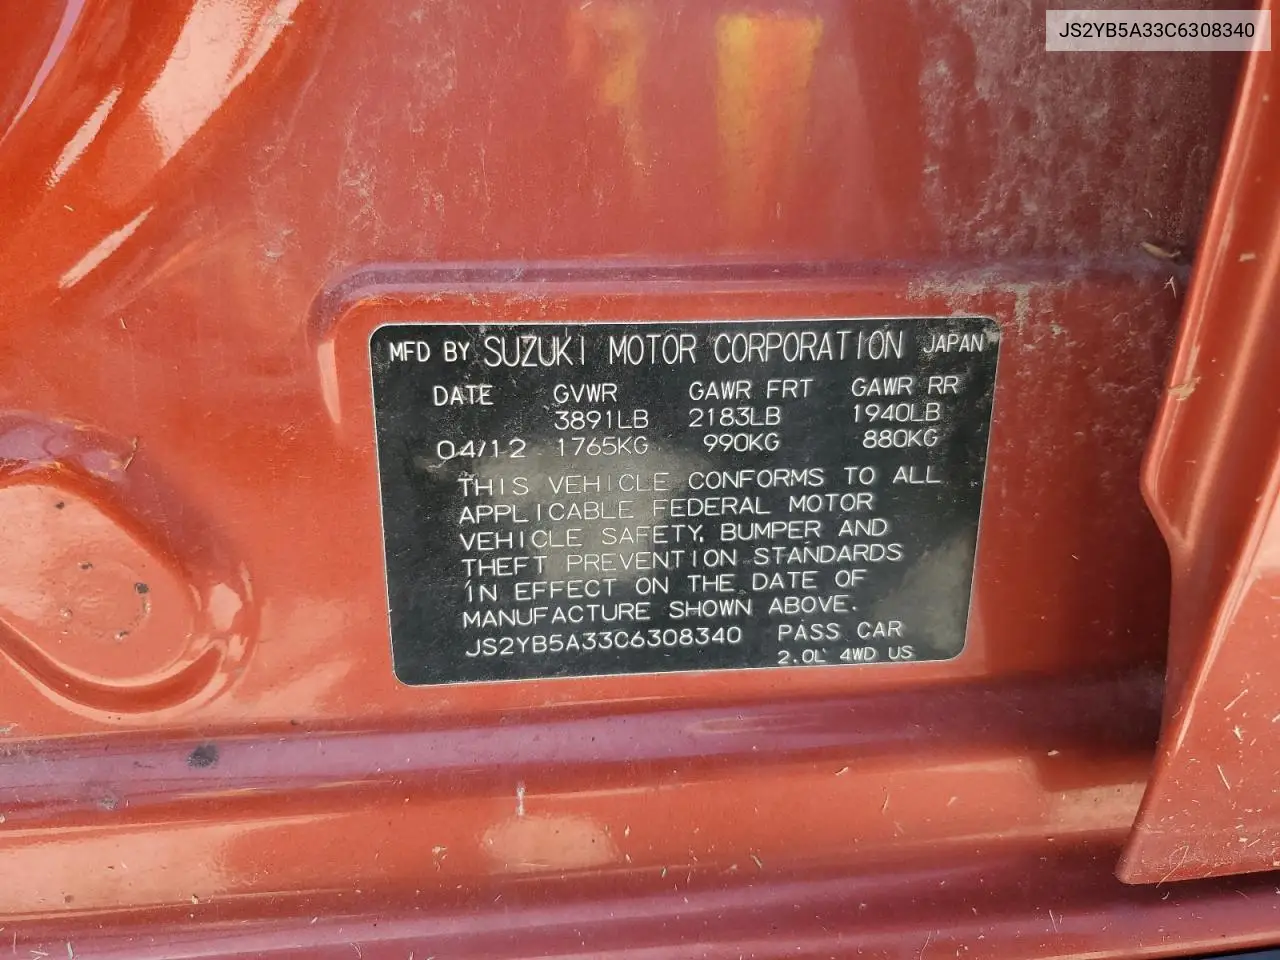 JS2YB5A33C6308340
MFD BY SUZUKI MOTOR CORPORATION JAPAN
DATE GVWR GAWR FRT GAWR RR
3891LB 2183LB 1940LB
04/12 1765KG 990KG 880KG
THIS VEHICLE CONFORMS TO ALL
APPLICABLE FEDERAL MOTOR
VEHICLE SAFETY, BUMPER AND
THEFT PREVENTION STANDARDS
IN EFFECT ON THE DATE OF
MANUFACTURE SHOWN ABOVE.
JS2YB5A33C6308340 PASS CAR
2.0L 4WD US